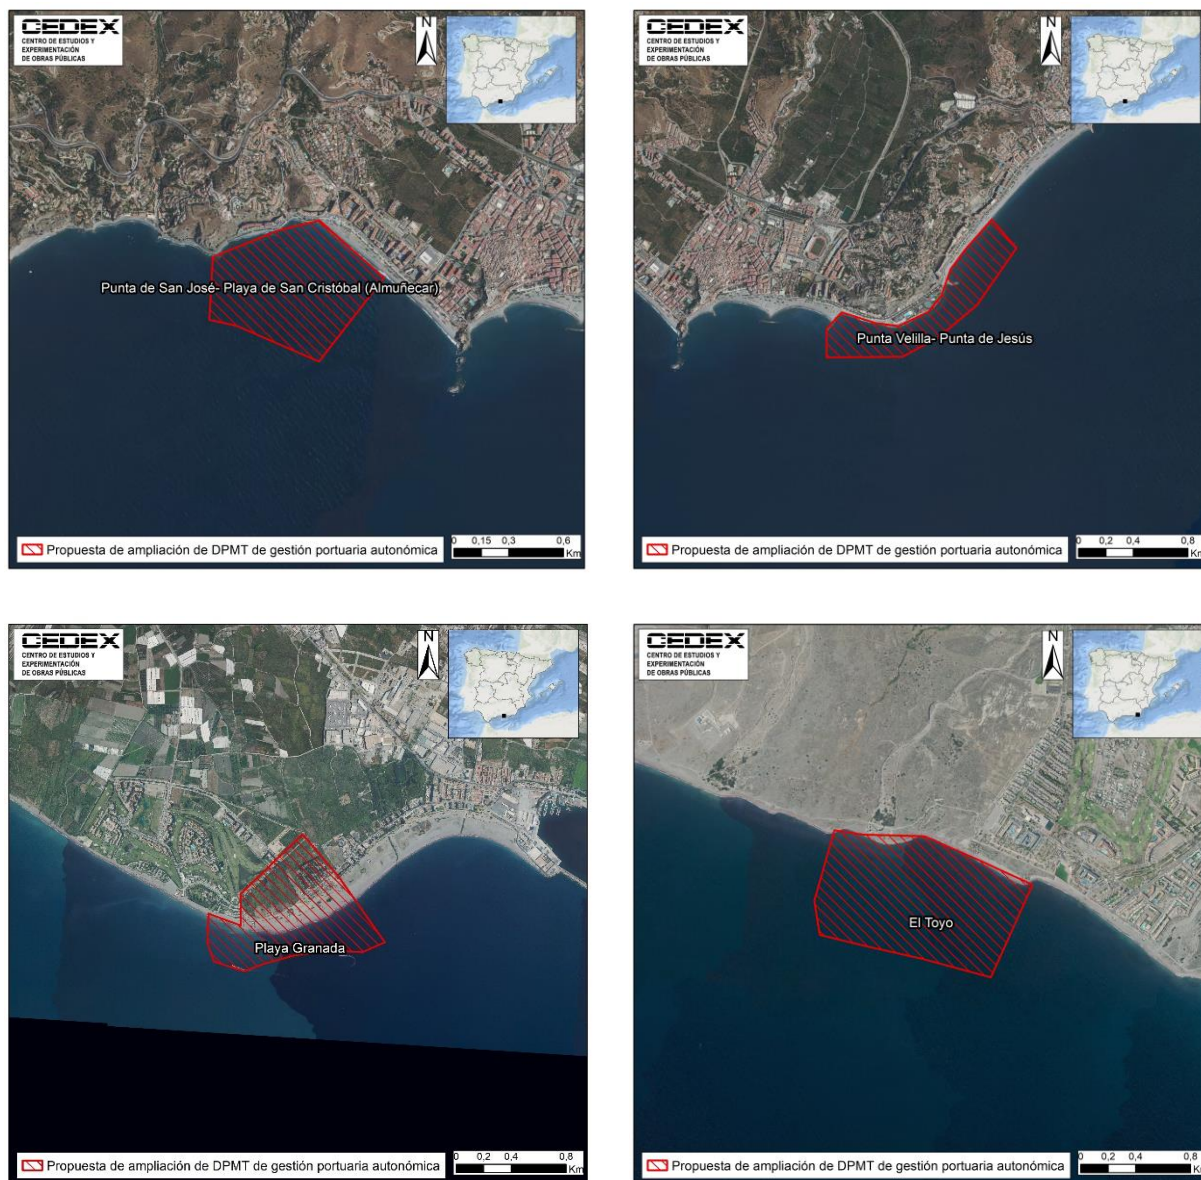 CEDEX
CENTRO DE ESTUDIOS Y
EXPERIMENTACIÓN
DE OBRAS PÚBLICAS
N
Punta de San José- Playa de San Cristóbal (Almuñecar)
Propuesta de ampliación de DPMT de gestión portuaria autonómica
0 0,15 0,3 0,6
Km
CEDEX
CENTRO DE ESTUDIOS Y
EXPERIMENTACIÓN
DE OBRAS PÚBLICAS
N
Punta Velilla- Punta de Jesús
Propuesta de ampliación de DPMT de gestión portuaria autonómica
0 0,2 0,4 0,8
Km
CEDEX
CENTRO DE ESTUDIOS Y
EXPERIMENTACIÓN
DE OBRAS PÚBLICAS
N
Playa Granada
Propuesta de ampliación de DPMT de gestión portuaria autonómica
0 0,2 0,4 0,8
Km
CEDEX
CENTRO DE ESTUDIOS Y
EXPERIMENTACIÓN
DE OBRAS PÚBLICAS
N
El Toyo
Propuesta de ampliación de DPMT de gestión portuaria autonómica
0 0,2 0,4 0,8
Km